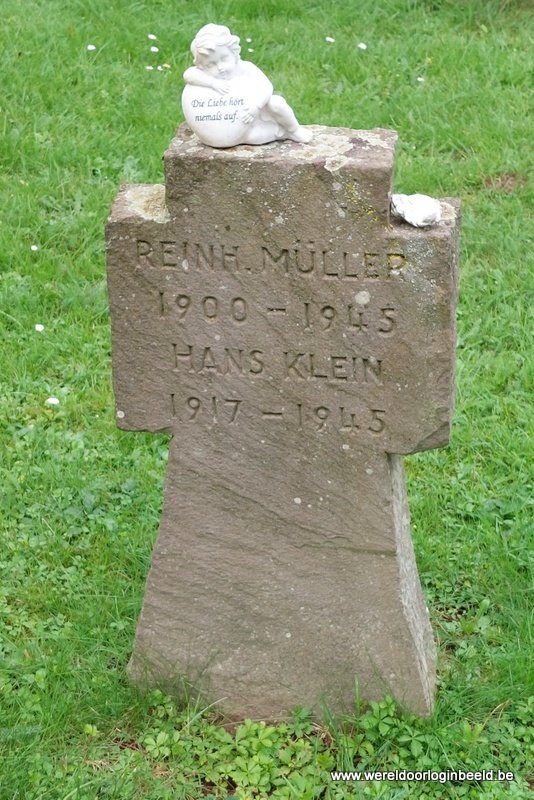 Die Liebe hört
niemals auf.
REINH. MÜLLER
1900 – 1945
HANS KLEIN
1917 – 1945
www.wereldoorloginbeeld.be